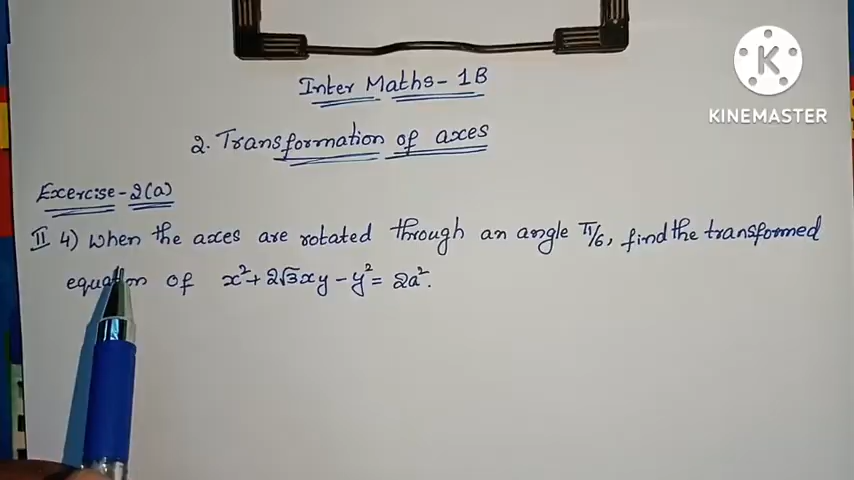 Inter Maths-1B
K
KINEMASTER
2. Transformation of axes
Exercise-2(a)
II 4) When the axes are rotated through an angle π/6, find the transformed
equation of x²+2√3xy-y²= 2a².